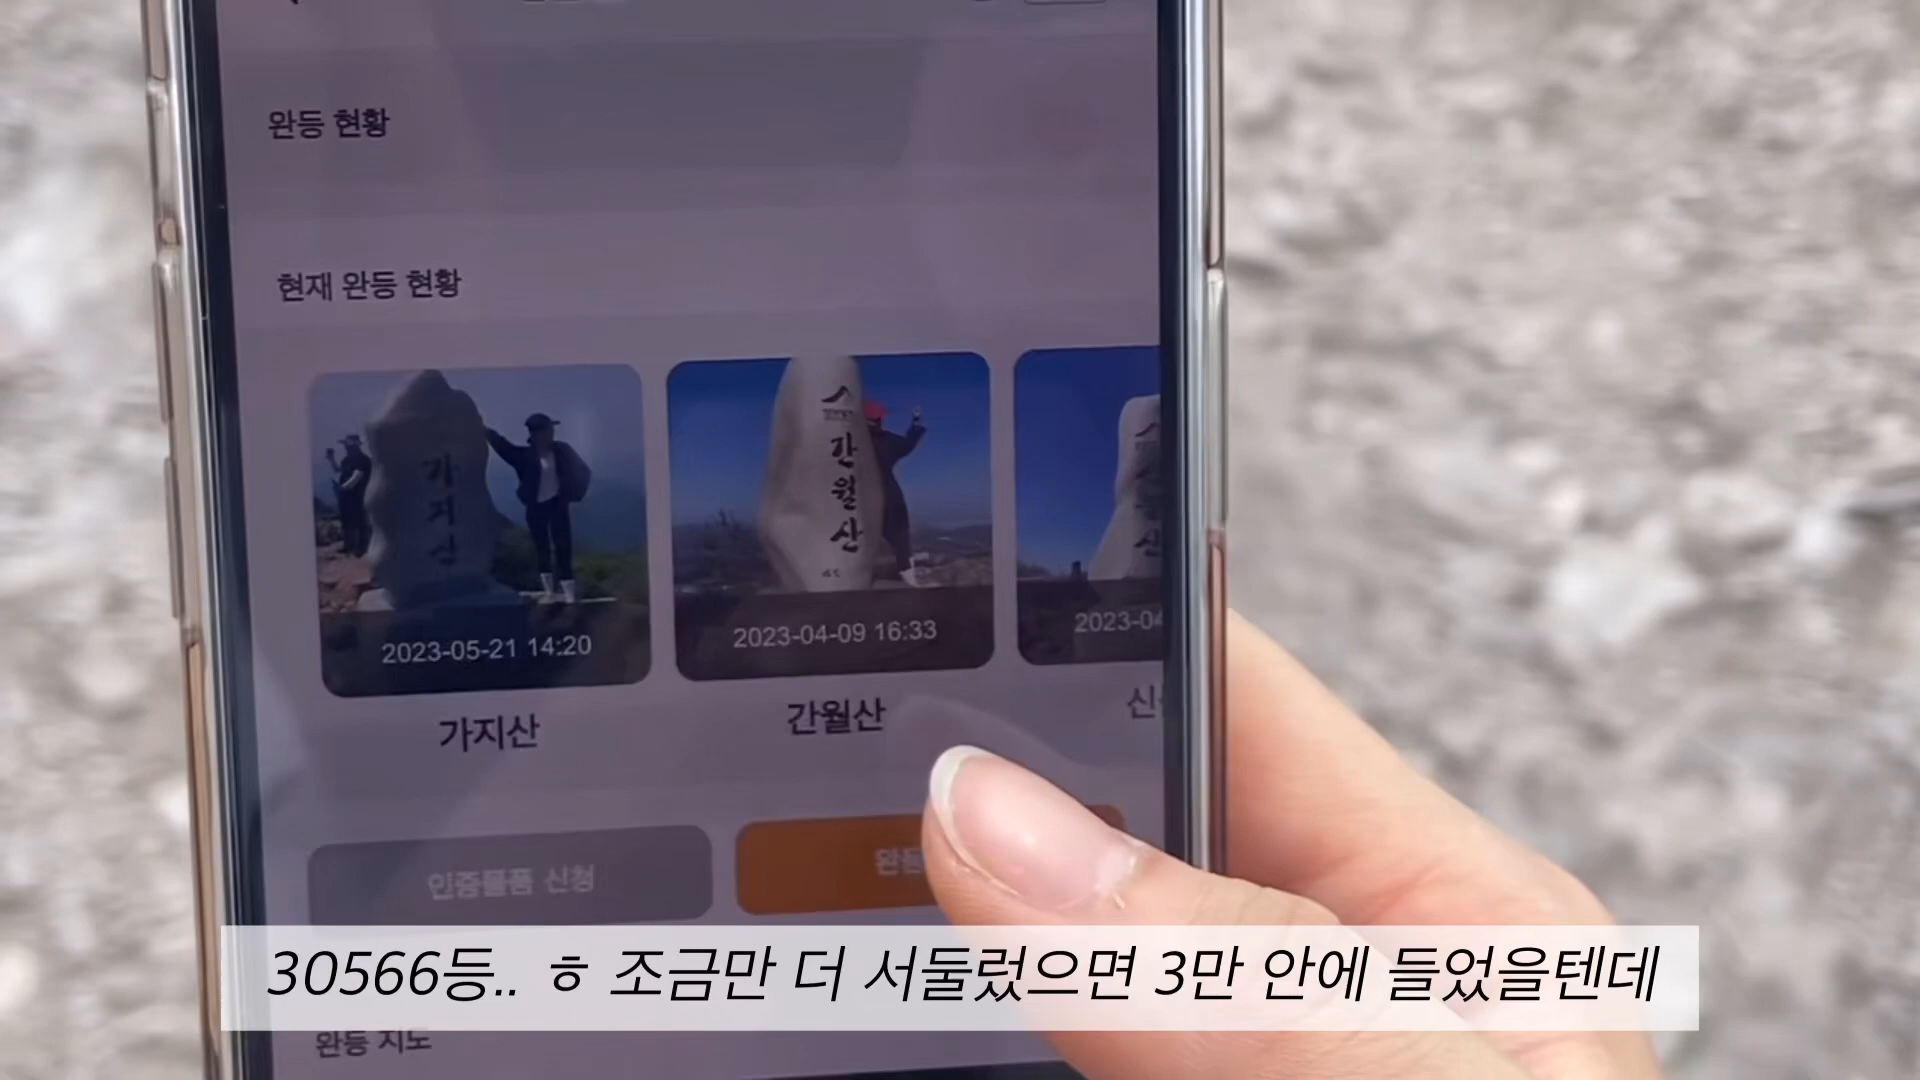 완등 현황
현재 완등 현황
가지산
간월산
2023-05-21 14:20
2023-04-09 16:33
2023-04
가지산
간월산
인증물품 신청
30566등.. ㅎ 조금만 더 서둘렀으면 3만 안에 들었을텐데
완등 지도